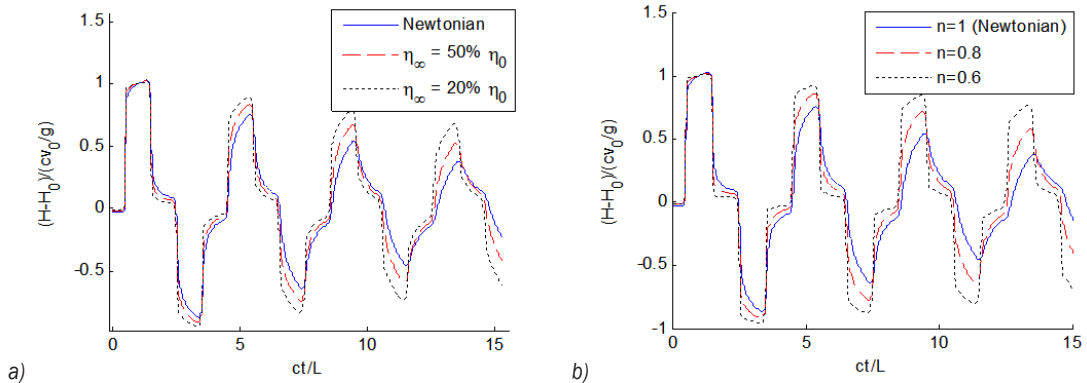 1.5
1
0.5
0
-0.5
0
5
10
15
(H-H₀)/(cv₀/g)
ct/L
Newtonian
η∞ = 50% η₀
η∞ = 20% η₀
a)
1.5
1
0.5
0
-0.5
-1
0
5
10
15
(H-H₀)/(cv₀/g)
ct/L
n=1 (Newtonian)
n=0.8
n=0.6
b)